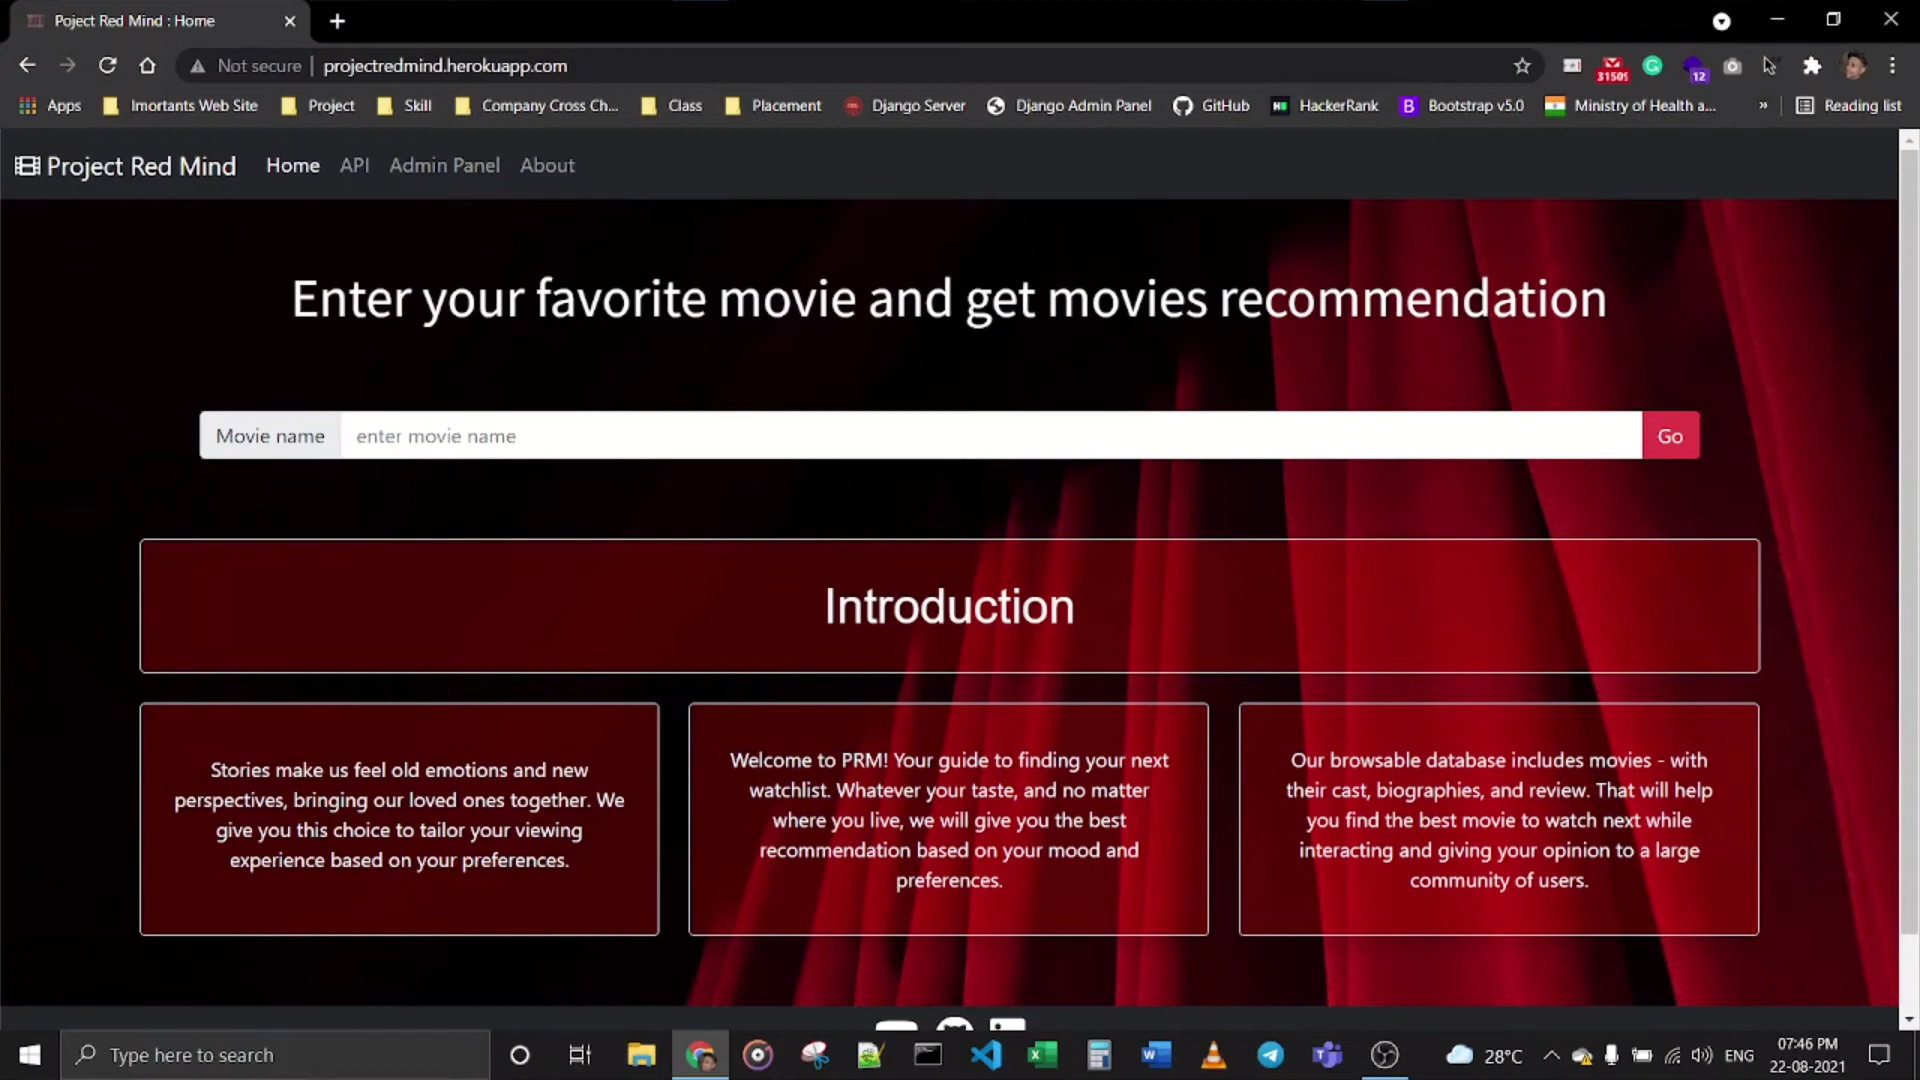 Poject Red Mind : Home
Not secure
projectredmind.herokuapp.com
31509
12
Apps
Imortants Web Site
Project
Skill
Company Cross Ch...
Class
Placement
Django Server
Django Admin Panel
GitHub
HackerRank
B
Bootstrap v5.0
Ministry of Health a...
»
Reading list
Project Red Mind
Home
API
Admin Panel
About
Enter your favorite movie and get movies recommendation
Movie name
enter movie name
Go
Introduction
Stories make us feel old emotions and new
perspectives, bringing our loved ones together. We
give you this choice to tailor your viewing
experience based on your preferences.
Welcome to PRM! Your guide to finding your next
watchlist. Whatever your taste, and no matter
where you live, we will give you the best
recommendation based on your mood and
preferences.
Our browsable database includes movies - with
their cast, biographies, and review. That will help
you find the best movie to watch next while
interacting and giving your opinion to a large
community of users.
Type here to search
28°C
ENG
07:46 PM
22-08-2021